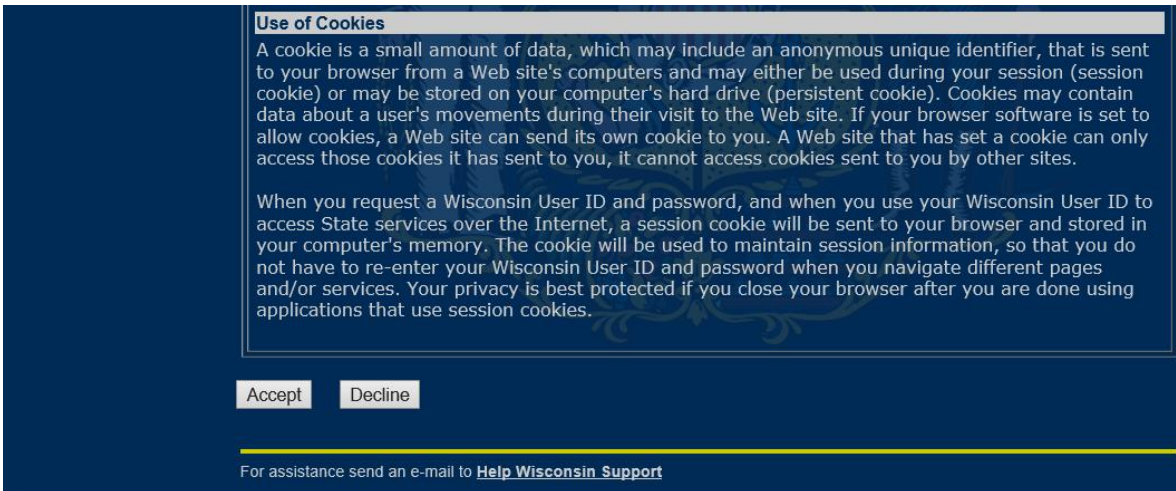 Use of Cookies
A cookie is a small amount of data, which may include an anonymous unique identifier, that is sent
to your browser from a Web site's computers and may either be used during your session (session
cookie) or may be stored on your computer's hard drive (persistent cookie). Cookies may contain
data about a user's movements during their visit to the Web site. If your browser software is set to
allow cookies, a Web site can send its own cookie to you. A Web site that has set a cookie can only
access those cookies it has sent to you, it cannot access cookies sent to you by other sites.
When you request a Wisconsin User ID and password, and when you use your Wisconsin User ID to
access State services over the Internet, a session cookie will be sent to your browser and stored in
your computer's memory. The cookie will be used to maintain session information, so that you do
not have to re-enter your Wisconsin User ID and password when you navigate different pages
and/or services. Your privacy is best protected if you close your browser after you are done using
applications that use session cookies.
Accept Decline
For assistance send an e-mail to Help Wisconsin Support